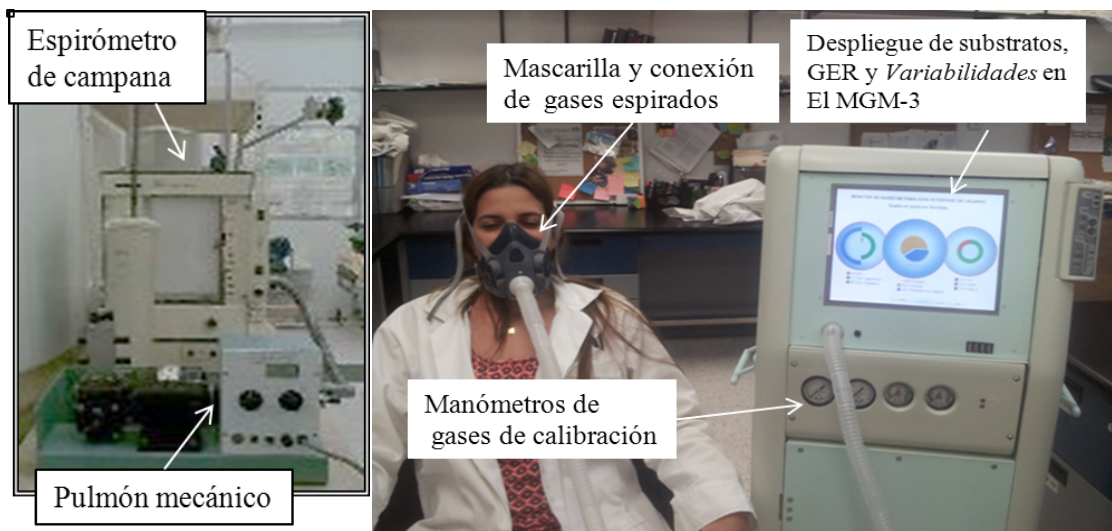 Espirómetro
de campana
Mascarilla y conexión
de gases espirados
Despliegue de substratos,
GER y Variabilidades en
El MGM-3
Manómetros de
gases de calibración
Pulmón mecánico